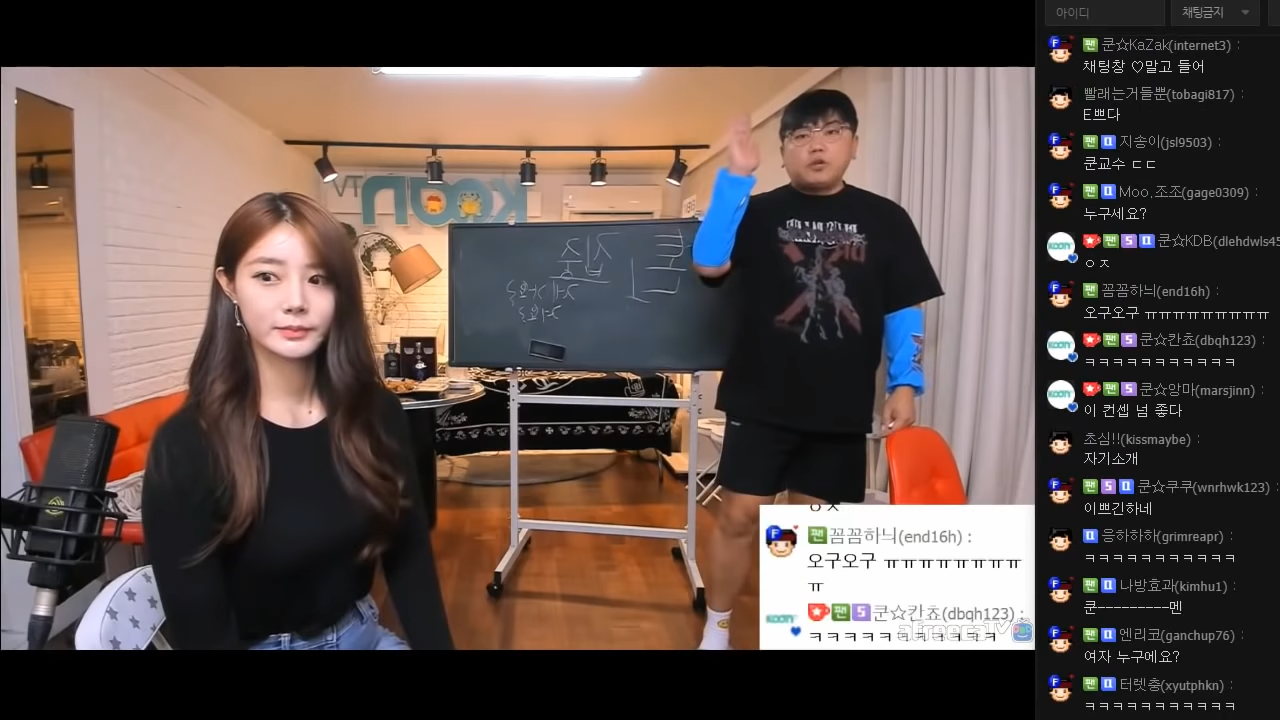 KOON TV
아이디
채팅금지
쿤☆KaZak(internet3) :
채팅창 ♡말고 들어
빨래는거들뿐(tobagi817) :
E쁘다
지송이(jsl9503) :
쿤교수 ㄷㄷ
Moo,조조(gage0309) :
누구세요?
쿤☆KDB(dlehdwls45
ㅇㅈ
꼼꼼하늬(end16h) :
오구오구 ㅠㅠㅠㅠㅠㅠㅠㅠㅠ
쿤☆칸쵸(dbqh123) :
ㅋㅋㅋㅋㅋㅋㅋㅋㅋㅋㅋ
쿤☆앙마(marsjinn) :
이 컨셉 넘 좋다
초심!!(kissmaybe) :
자기소개
쿤☆쿠쿠(wnrhwk123) :
이쁘긴하네
응하하하(grimreapr) :
ㅋㅋㅋㅋㅋㅋㅋㅋㅋㅋㅋ
나방효과(kimhu1) :
쿤---------멘
엔리코(ganchup76) :
여자 누구에요?
터렛충(xyutphkn) :
ㅋㅋㅋㅋㅋㅋㅋㅋㅋㅋㅋ
꼼꼼하늬(end16h) :
오구오구 ㅠㅠㅠㅠㅠㅠㅠㅠ
ㅠ
쿤☆칸쵸(dbqh123) :
ㅋㅋㅋㅋㅋㅋㅋㅋㅋㅋㅋ
afreecaTV